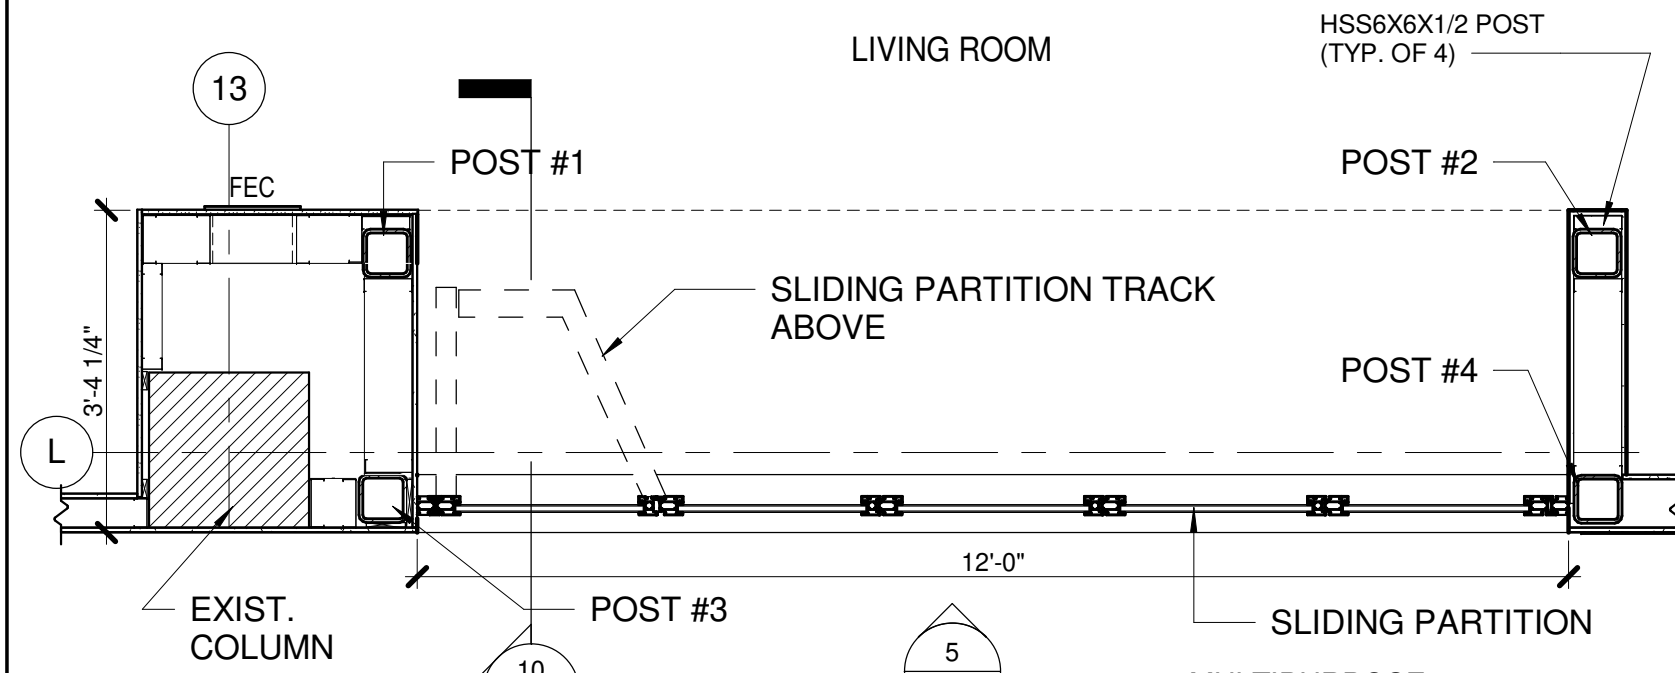 HSS6X6X1/2 POST
(TYP. OF 4)
LIVING ROOM
13
POST #1
POST #2
FEC
SLIDING PARTITION TRACK
ABOVE
3'-4 1/4"
POST #4
L
12'-0"
EXIST.
COLUMN
POST #3
SLIDING PARTITION
10
5